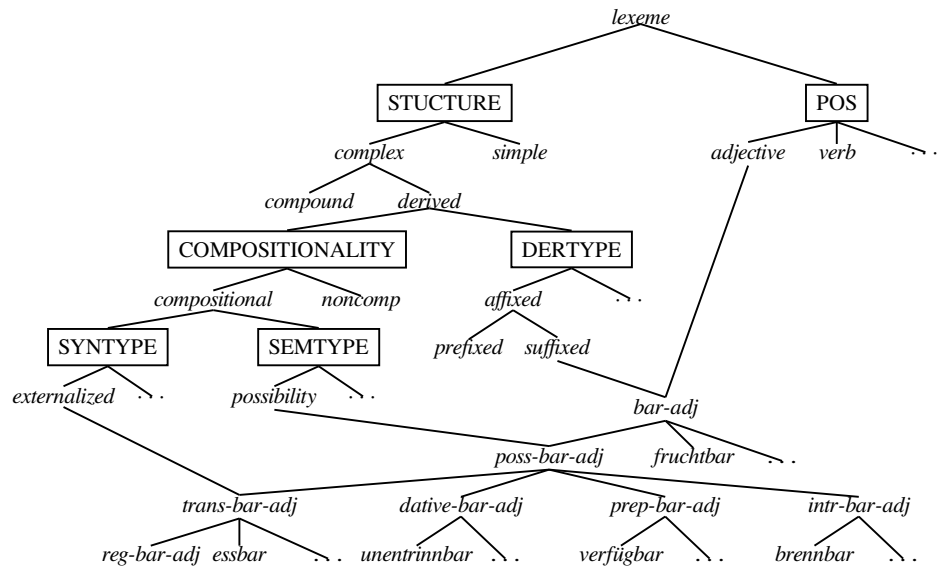 lexeme
STUCTURE POS
complex simple adjective verb . . .
compound derived
COMPOSITIONALITY DERTYPE
compositional noncomp affixed . . .
SYNTYPE SEMTYPE prefixed suffixed
externalized . . . possibility . . . bar-adj
poss-bar-adj fruchtbar . . .
trans-bar-adj dative-bar-adj prep-bar-adj intr-bar-adj
reg-bar-adj essbar . . . unentrinnbar . . . verfügbar . . . brennbar . . .